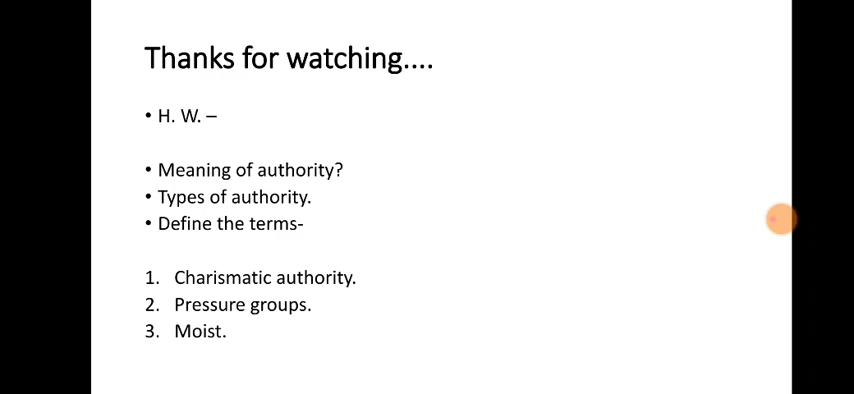 Thanks for watching....
• H. W. –
• Meaning of authority?
• Types of authority.
• Define the terms-
1. Charismatic authority.
2. Pressure groups.
3. Moist.